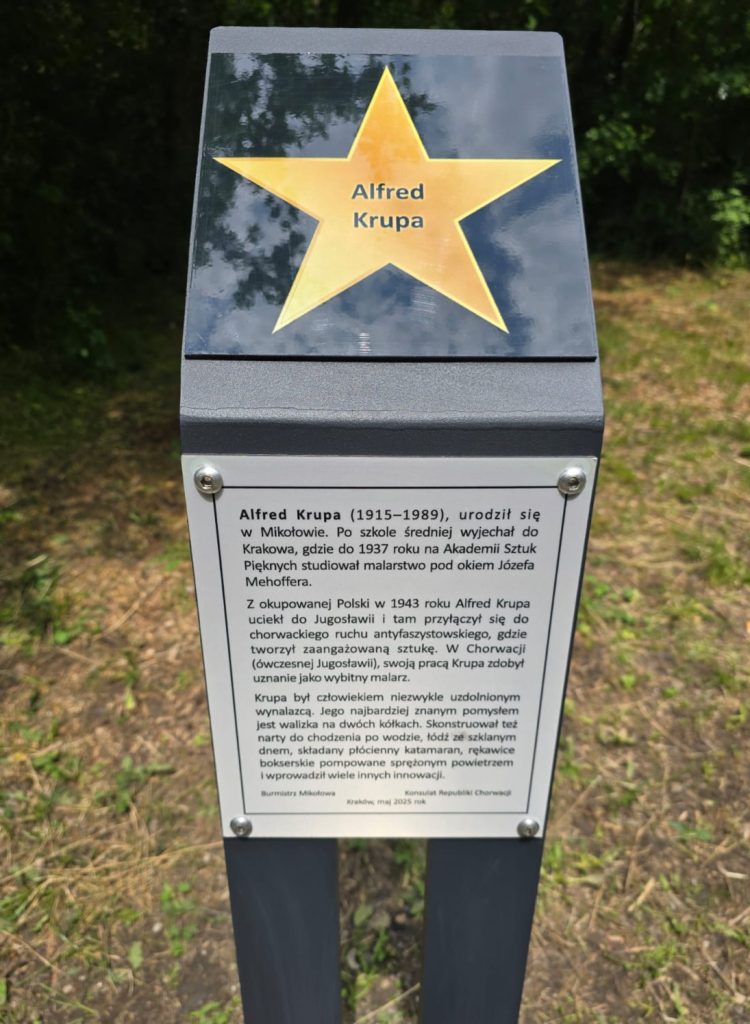 Alfred
Krupa
Alfred Krupa (1915–1989), urodził się
w Mikołowie. Po szkole średniej wyjechał do
Krakowa, gdzie do 1937 roku na Akademii Sztuk
Pięknych studiował malarstwo pod okiem Józefa
Mehoffera.
Z okupowanej Polski w 1943 roku Alfred Krupa
uciekł do Jugosławii i tam przyłączył się do
chorwackiego ruchu antyfaszystowskiego, gdzie
tworzył zaangażowaną sztukę. W Chorwacji
(ówczesnej Jugosławii), swoją pracą Krupa zdobył
uznanie jako wybitny malarz.
Krupa był człowiekiem niezwykle uzdolnionym
wynalazcą. Jego najbardziej znanym pomysłem
jest walizka na dwóch kółkach. Skonstruował też
narty do chodzenia po wodzie, łódź ze szklanym
dnem, składany płócienny katamaran, rękawice
bokserskie pompowane sprężonym powietrzem
i wprowadził wiele innych innowacji.
Burmistrz Mikołowa Konsulat Republiki Chorwacji
Kraków, maj 2025 rok